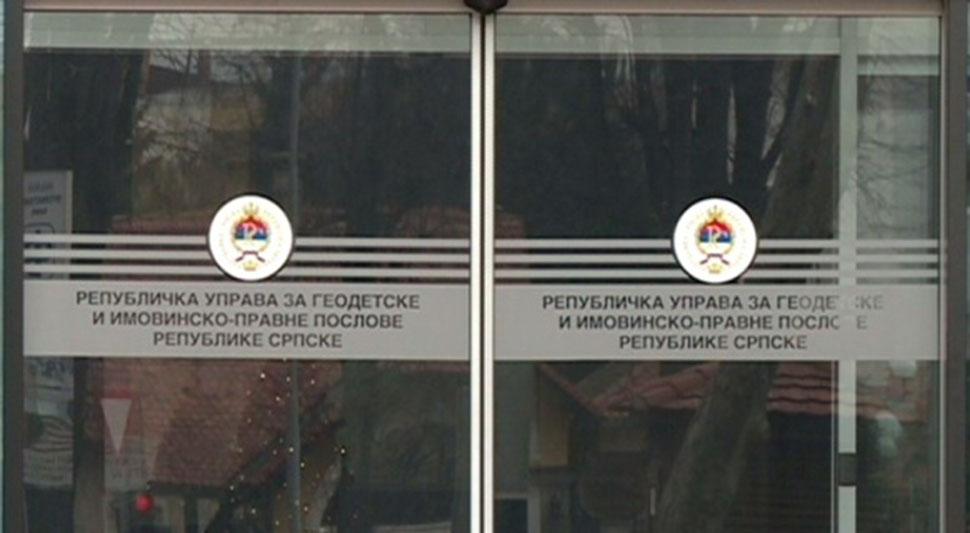 РЕПУБЛИЧКА УПРАВА ЗА ГЕОДЕТСКЕ
И ИМОВИНСКО-ПРАВНЕ ПОСЛОВЕ
РЕПУБЛИКЕ СРПСКЕ
РЕПУБЛИЧКА УПРАВА ЗА ГЕОДЕТСКЕ
И ИМОВИНСКО-ПРАВНЕ ПОСЛОВЕ
РЕПУБЛИКЕ СРПСКЕ